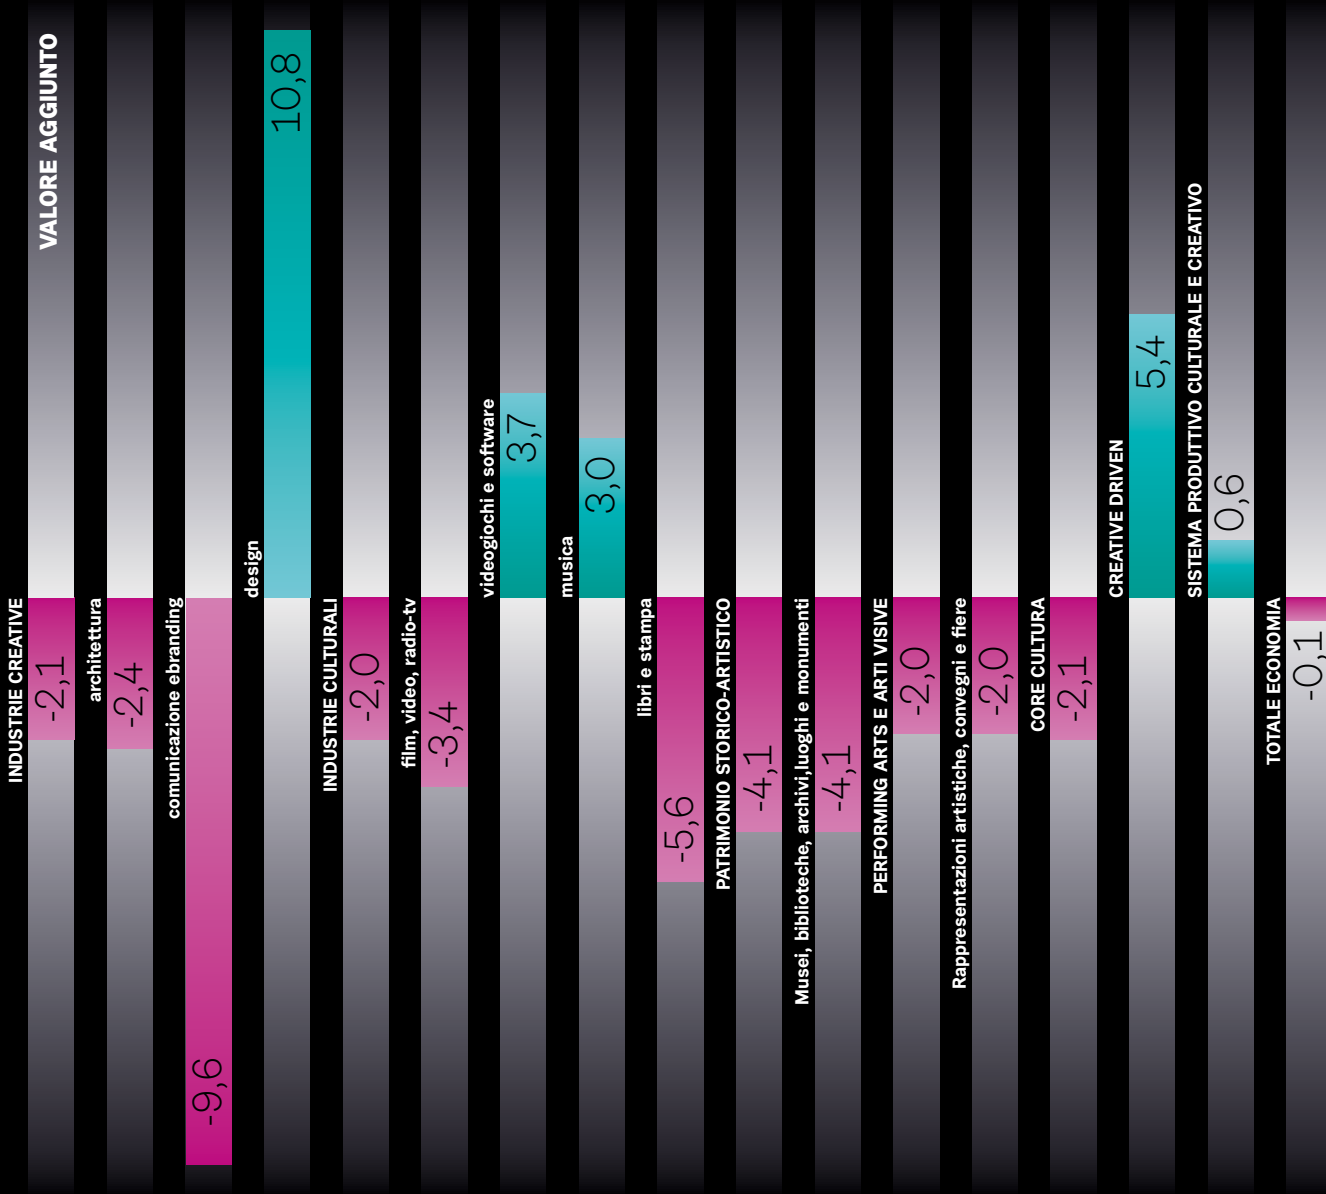 VALORE AGGIUNTO
INDUSTRIE CREATIVE
-2,1
architettura
-2,4
comunicazione ebranding
-9,6
design
10,8
INDUSTRIE CULTURALI
-2,0
film, video, radio-tv
-3,4
videogiochi e software
3,7
musica
3,0
libri e stampa
-5,6
PATRIMONIO STORICO-ARTISTICO
-4,1
Musei, biblioteche, archivi,luoghi e monumenti
-4,1
PERFORMING ARTS E ARTI VISIVE
-2,0
Rappresentazioni artistiche, convegni e fiere
-2,0
CORE CULTURA
-2,1
CREATIVE DRIVEN
5,4
SISTEMA PRODUTTIVO CULTURALE E CREATIVO
0,6
TOTALE ECONOMIA
-0,1